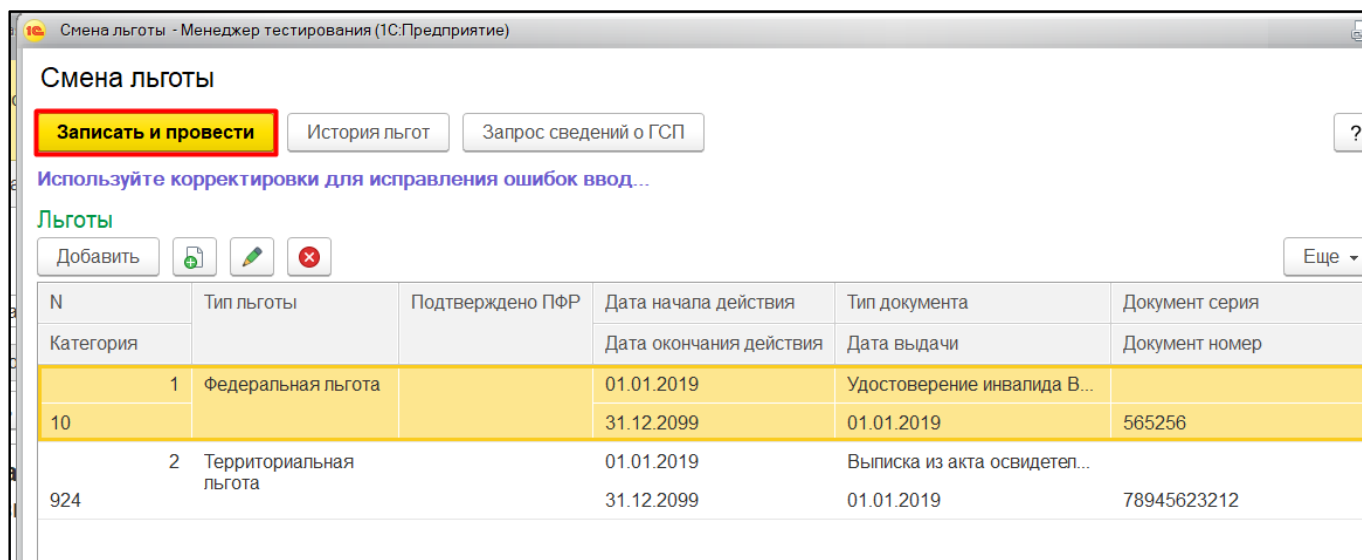 1С Смена льготы - Менеджер тестирования (1С:Предприятие)
Смена льготы
Записать и провести История льгот Запрос сведений о ГСП ?
Используйте корректировки для исправления ошибок ввод...
Льготы
Добавить Еще
N Тип льготы Подтверждено ПФР Дата начала действия Тип документа Документ серия
Категория Дата окончания действия Дата выдачи Документ номер
1 Федеральная льгота 01.01.2019 Удостоверение инвалида В...
10 31.12.2099 01.01.2019 565256
2 Территориальная льгота 01.01.2019 Выписка из акта освидетел...
924 31.12.2099 01.01.2019 78945623212